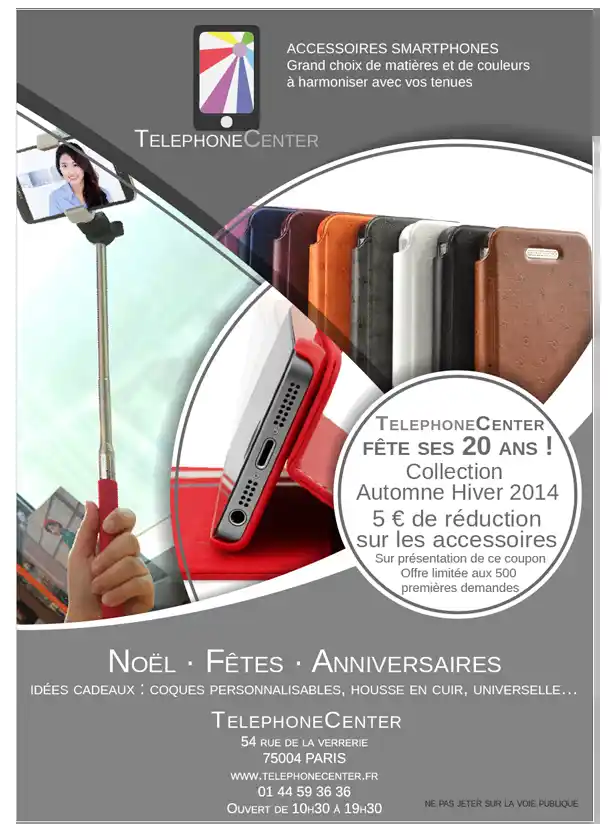 ACCESSOIRES SMARTPHONES
Grand choix de matières et de couleurs
à harmoniser avec vos tenues
TELEPHONECENTER
TELEPHONECENTER
FÊTE SES 20 ANS !
Collection
Automne Hiver 2014
5 € de réduction
sur les accessoires
Sur présentation de ce coupon
Offre limitée aux 500
premières demandes
NOËL · FÊTES · ANNIVERSAIRES
IDÉES CADEAUX : COQUES PERSONNALISABLES, HOUSSE EN CUIR, UNIVERSELLE...
TELEPHONECENTER
54 RUE DE LA VERRERIE
75004 PARIS
WWW.TELEPHONECENTER.FR
01 44 59 36 36
OUVERT DE 10H30 À 19H30
NE PAS JETER SUR LA VOIE PUBLIQUE